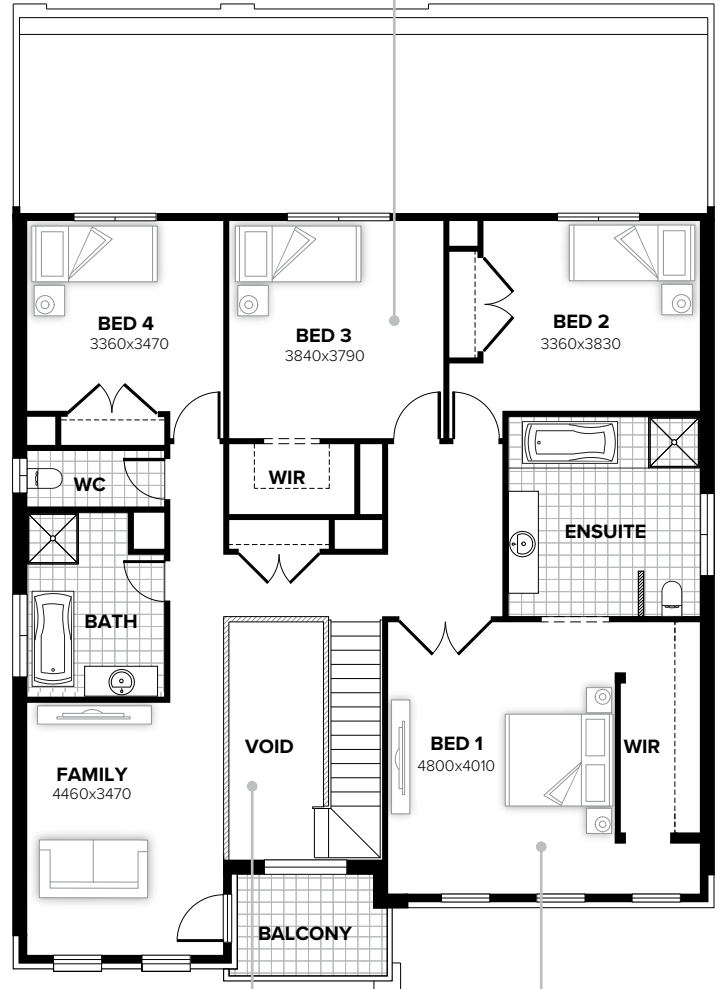 BED 4
3360x3470
BED 3
3840x3790
BED 2
3360x3830
WC
WIR
ENSUITE
BATH
VOID
BED 1
4800x4010
WIR
FAMILY
4460x3470
BALCONY